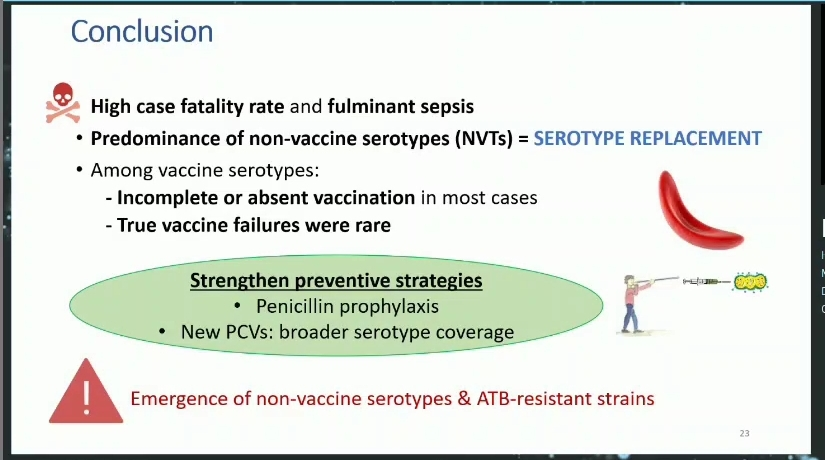 Conclusion
High case fatality rate and fulminant sepsis
• Predominance of non-vaccine serotypes (NVTs) = SEROTYPE REPLACEMENT
• Among vaccine serotypes:
- Incomplete or absent vaccination in most cases
- True vaccine failures were rare
Strengthen preventive strategies
• Penicillin prophylaxis
• New PCVs: broader serotype coverage
!
Emergence of non-vaccine serotypes & ATB-resistant strains
23